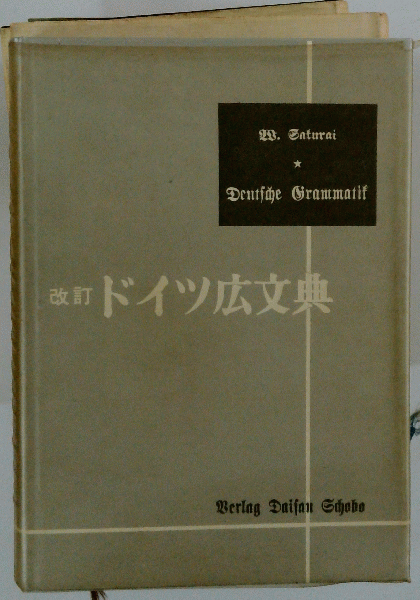 W. Sakurai
★
Deutsche Grammatik
改訂 ドイツ広文典
Verlag Daisan Schobo